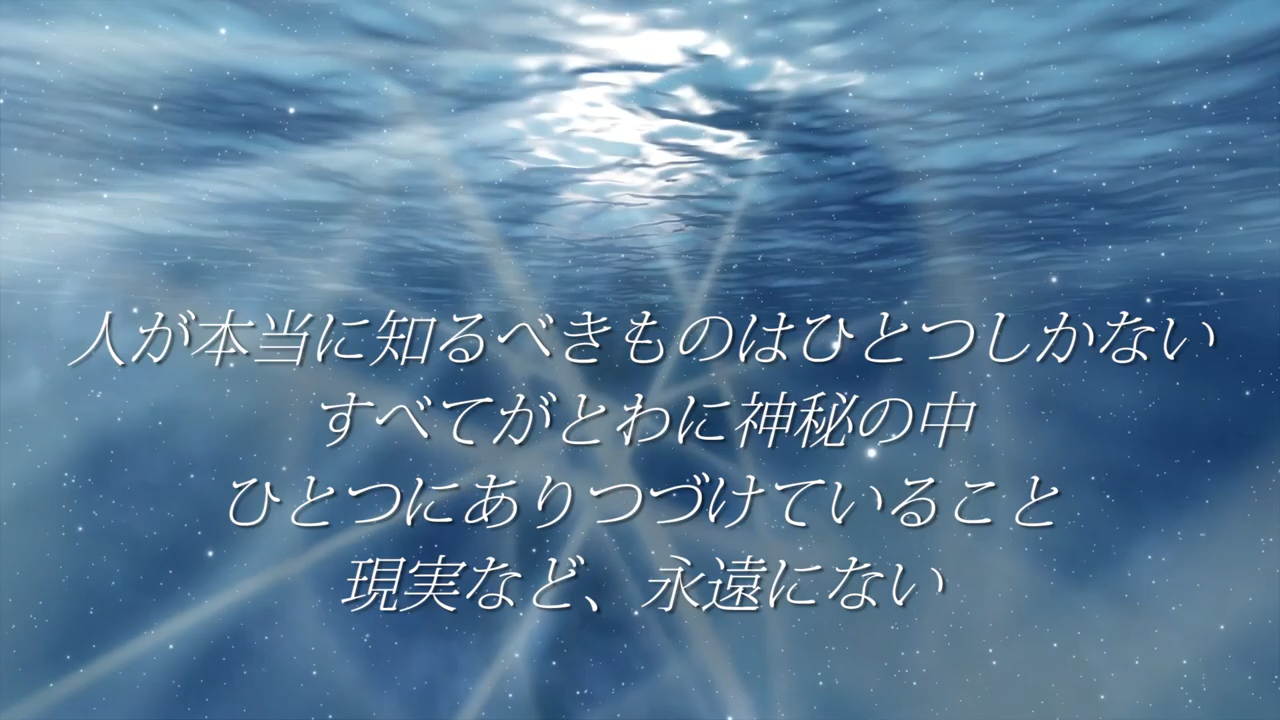 人が本当に知るべきものはひとつしかない
すべてがとわに神秘の中
ひとつにありつづけていること
現実など、永遠にない